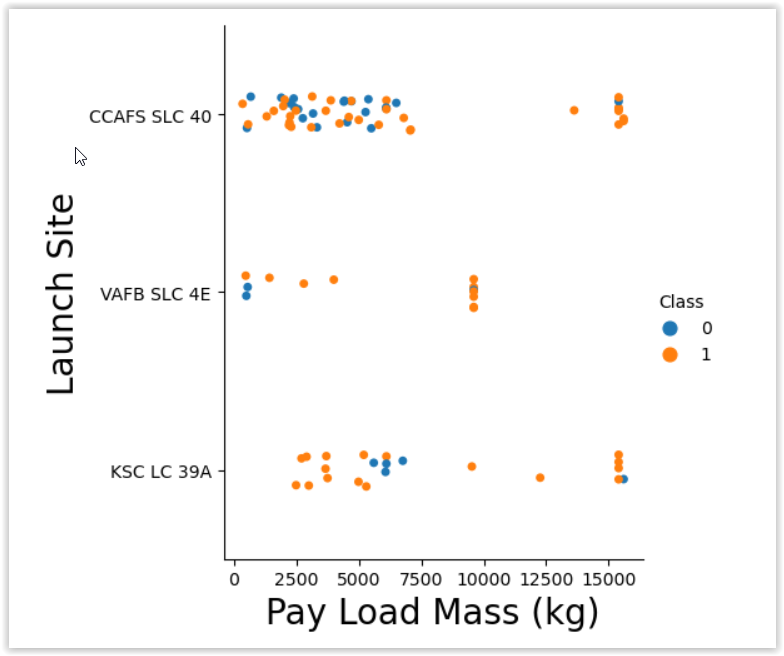 CCAFS SLC 40
VAFB SLC 4E
KSC LC 39A
Launch Site
0 2500 5000 7500 10000 12500 15000
Pay Load Mass (kg)
Class
0
1